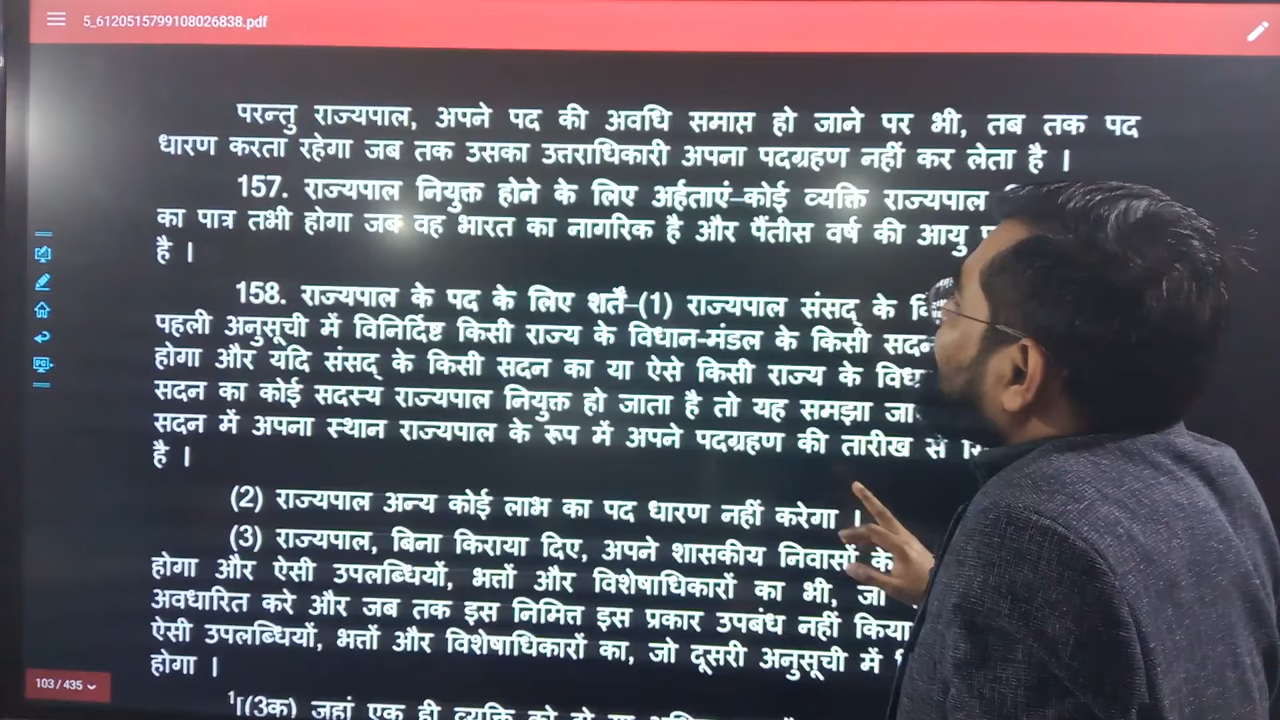 5_6120515799108026838.pdf
परन्तु राज्यपाल, अपने पद की अवधि समाप्त हो जाने पर भी, तब तक पद
धारण करता रहेगा जब तक उसका उत्तराधिकारी अपना पदग्रहण नहीं कर लेता है ।
157. राज्यपाल नियुक्त होने के लिए अर्हताएं–कोई व्यक्ति राज्यपाल
का पात्र तभी होगा जब वह भारत का नागरिक है और पैंतीस वर्ष की आयु
है ।
158. राज्यपाल के पद के लिए शर्तें–(1) राज्यपाल संसद् के
पहली अनुसूची में विनिर्दिष्ट किसी राज्य के विधान-मंडल के किसी सदन
होगा और यदि संसद् के किसी सदन का या ऐसे किसी राज्य के
सदन का कोई सदस्य राज्यपाल नियुक्त हो जाता है तो यह समझा
सदन में अपना स्थान राज्यपाल के रूप में अपने पदग्रहण की तारीख से
है ।
(2) राज्यपाल अन्य कोई लाभ का पद धारण नहीं करेगा ।
(3) राज्यपाल, बिना किराया दिए, अपने शासकीय निवासों के
होगा और ऐसी उपलब्धियों, भत्तों और विशेषाधिकारों का भी, जो
अवधारित करे और जब तक इस निमित्त इस प्रकार उपबंध नहीं किया
ऐसी उपलब्धियों, भत्तों और विशेषाधिकारों का, जो दूसरी अनुसूची में
होगा ।
103 / 435
¹[(3क) जहां एक ही व्यक्ति को दो या